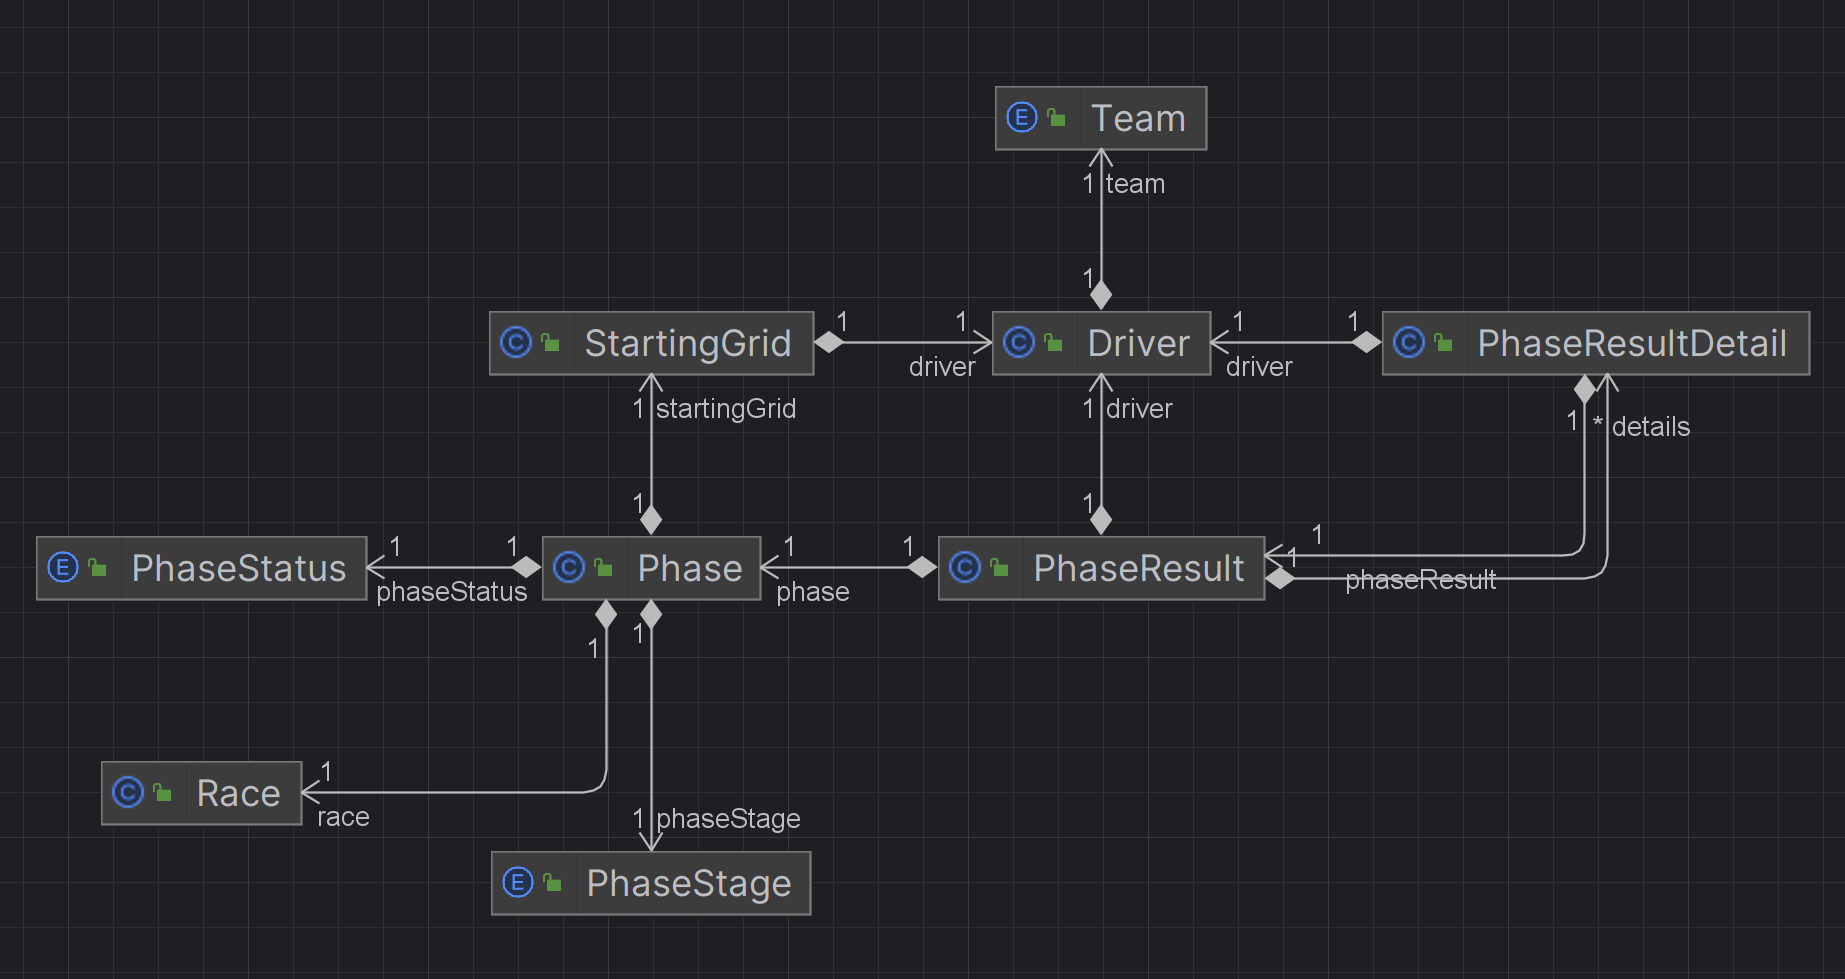 E Team
1 team
1
C StartingGrid
1
1
driver
C Driver
1
driver
1
C PhaseResultDetail
1 startingGrid
1 driver
1
* details
1
1
E PhaseStatus
1
phaseStatus
1
C Phase
1
phase
1
C PhaseResult
1
1
phaseResult
1
1
C Race
1
race
1 phaseStage
E PhaseStage